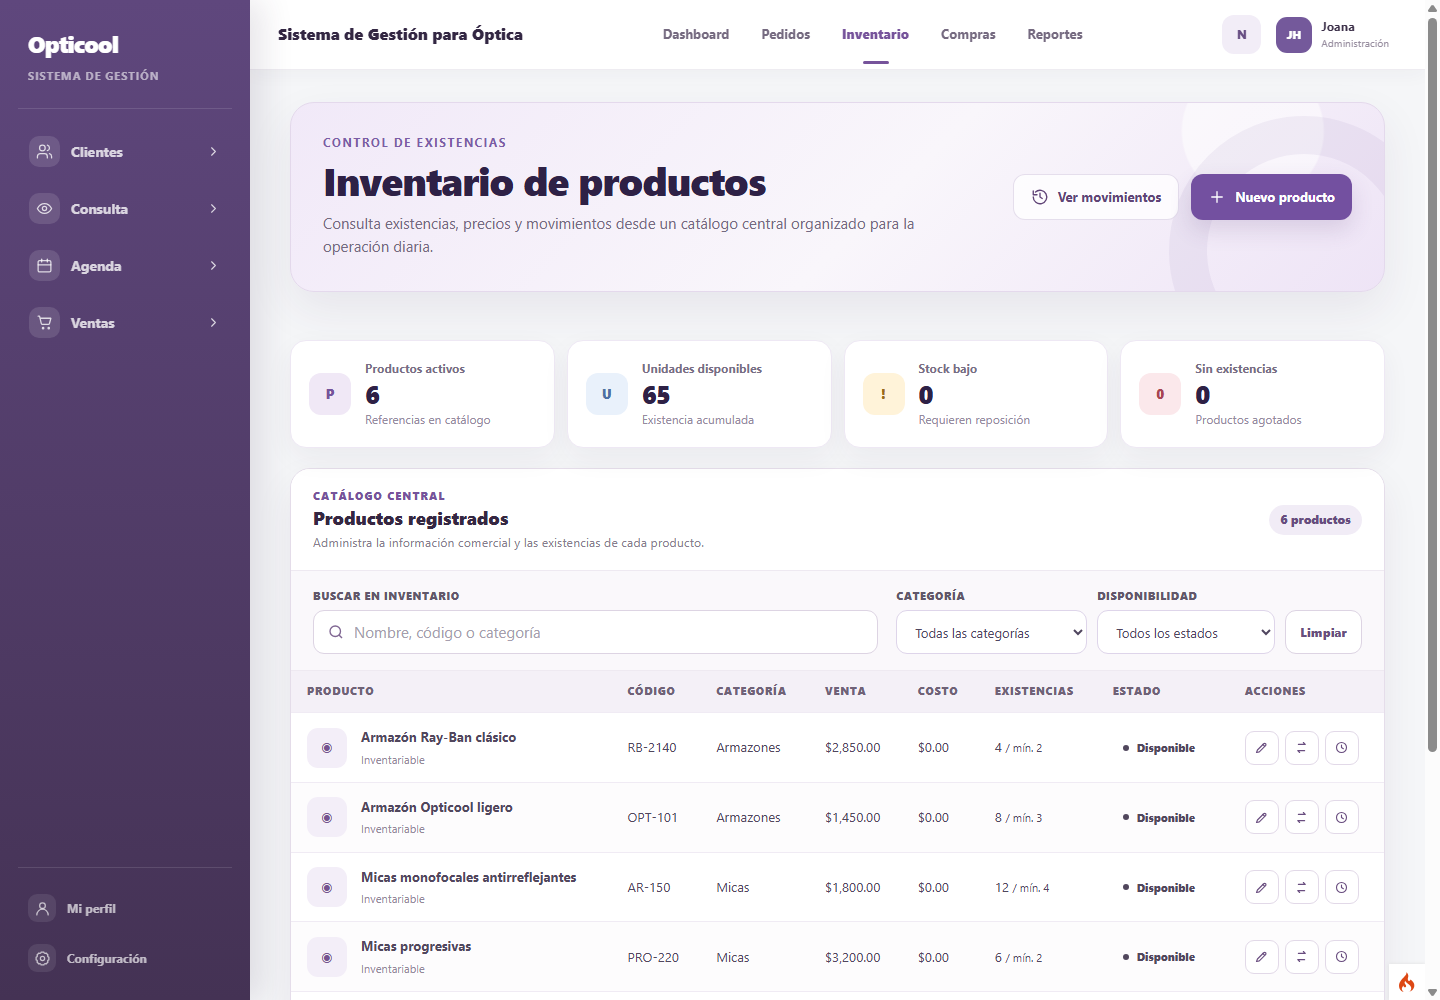 Opticool
SISTEMA DE GESTIÓN
Clientes
Consulta
Agenda
Ventas
Mi perfil
Configuración
Sistema de Gestión para Óptica
Dashboard
Pedidos
Inventario
Compras
Reportes
N
JH
Joana
Administración
CONTROL DE EXISTENCIAS
Inventario de productos
Consulta existencias, precios y movimientos desde un catálogo central organizado para la
operación diaria.
Ver movimientos
Nuevo producto
P
Productos activos
6
Referencias en catálogo
U
Unidades disponibles
65
Existencia acumulada
!
Stock bajo
0
Requieren reposición
0
Sin existencias
0
Productos agotados
CATÁLOGO CENTRAL
Productos registrados
Administra la información comercial y las existencias de cada producto.
6 productos
BUSCAR EN INVENTARIO
Nombre, código o categoría
CATEGORÍA
Todas las categorías
DISPONIBILIDAD
Todos los estados
Limpiar
PRODUCTO CÓDIGO CATEGORÍA VENTA COSTO EXISTENCIAS ESTADO ACCIONES
Armazón Ray-Ban clásico
Inventariable
RB-2140 Armazones $2,850.00 $0.00 4 / mín. 2 Disponible
Armazón Opticool ligero
Inventariable
OPT-101 Armazones $1,450.00 $0.00 8 / mín. 3 Disponible
Micas monofocales antirreflejantes
Inventariable
AR-150 Micas $1,800.00 $0.00 12 / mín. 4 Disponible
Micas progresivas
Inventariable
PRO-220 Micas $3,200.00 $0.00 6 / mín. 2 Disponible